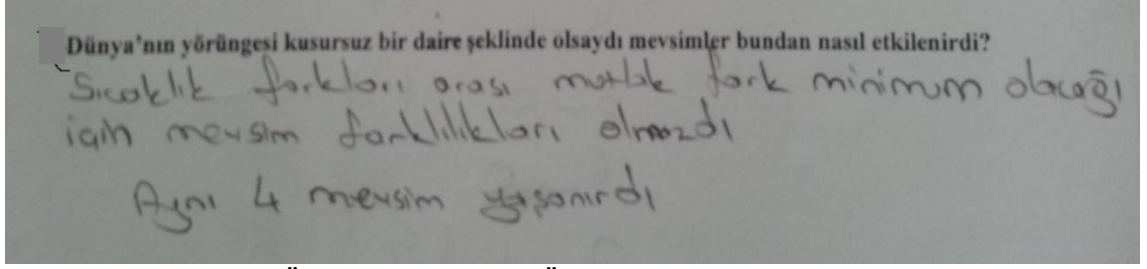 Dünya'nın yörüngesi kusursuz bir daire şeklinde olsaydı mevsimler bundan nasıl etkilenirdi?
Sıcaklık farkları arası mutlak fark minimum olacağı
için mevsim farklılıkları olmazdı
Aynı 4 mevsim yaşanırdı